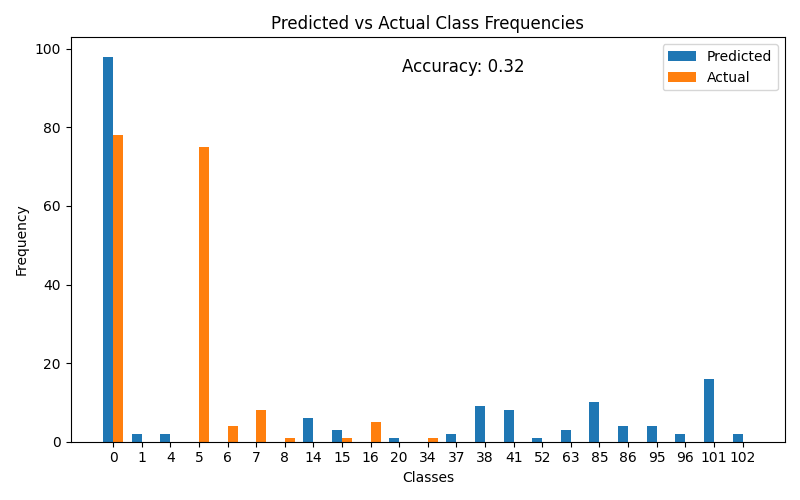 Predicted vs Actual Class Frequencies
100
80
60
40
20
0
Frequency
Accuracy: 0.32
Predicted
Actual
0 1 4 5 6 7 8 14 15 16 20 34 37 38 41 52 63 85 86 95 96 101 102
Classes